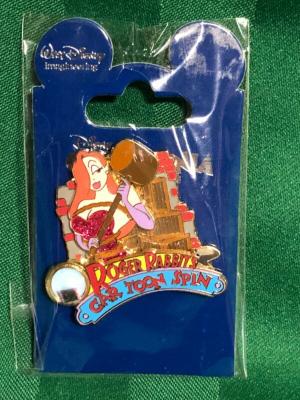 Walt Disney
Imagineering
Disney
ROGER RABBIT'S
CAR TOON SPIN